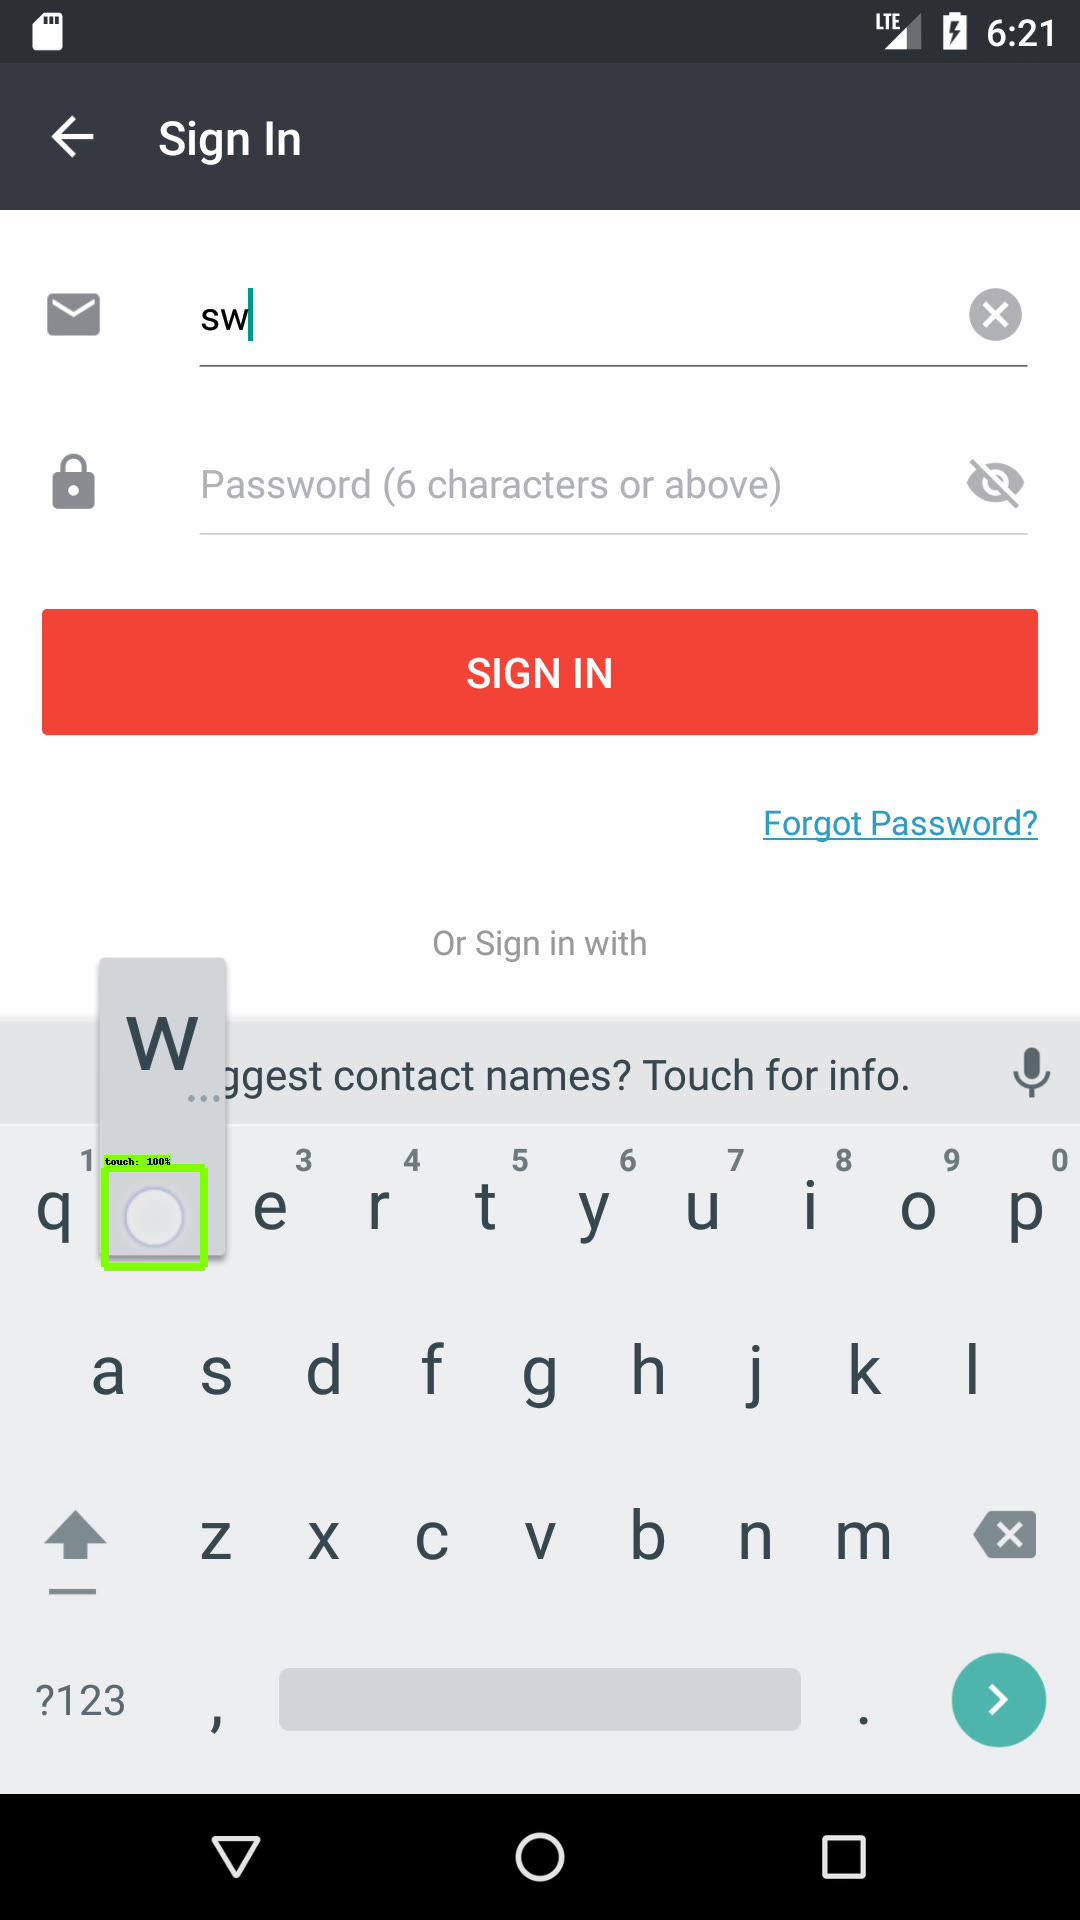 LTE 6:21
Sign In
sw
Password (6 characters or above)
SIGN IN
Forgot Password?
Or Sign in with
w
...
ggest contact names? Touch for info.
touch: 100%
1 3 4 5 6 7 8 9 0
q e r t y u i o p
a s d f g h j k l
z x c v b n m
?123 , .